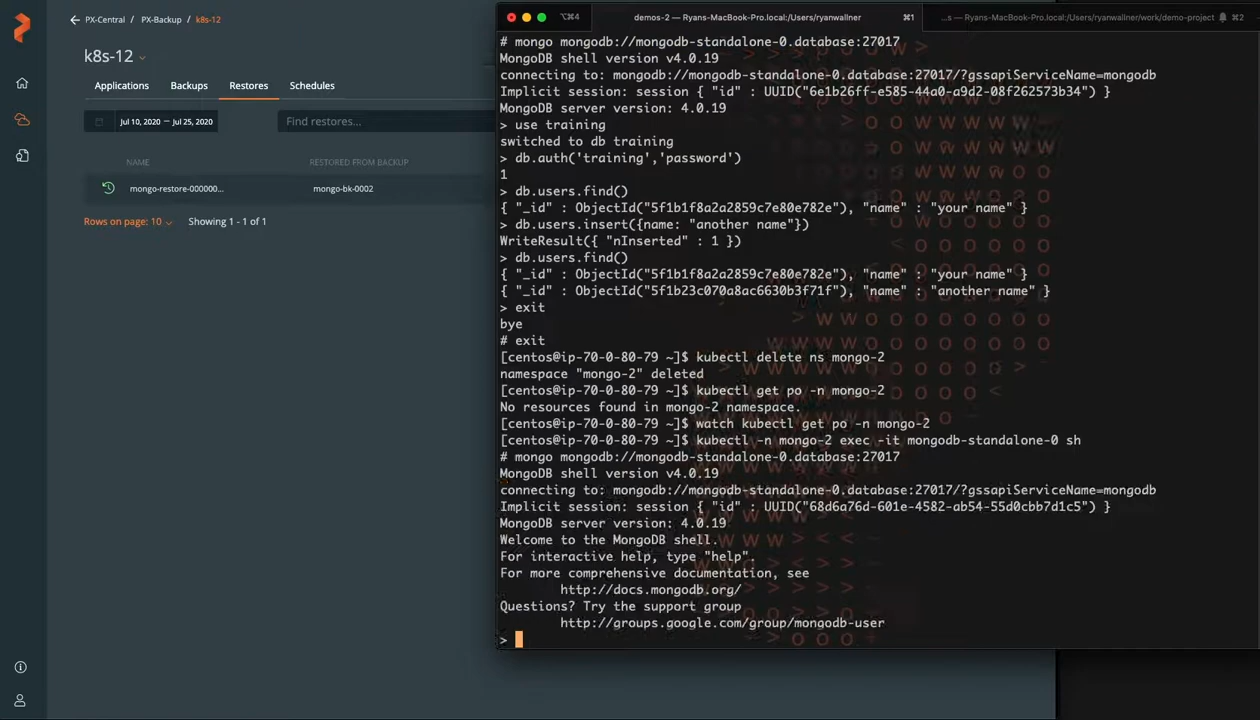 PX-Central / PX-Backup / k8s-12
k8s-12
Applications Backups Restores Schedules
Jul 10, 2020 — Jul 25, 2020
Find restores...
NAME RESTORED FROM BACKUP
mongo-restore-000000... mongo-bk-0002
Rows on page: 10 Showing 1 - 1 of 1
⌥⌘4 demos-2 — Ryans-MacBook-Pro.local:/Users/ryanwallner ⌘1 ...s — Ryans-MacBook-Pro.local:/Users/ryanwallner/work/demo-project ⌘2
# mongo mongodb://mongodb-standalone-0.database:27017
MongoDB shell version v4.0.19
connecting to: mongodb://mongodb-standalone-0.database:27017/?gssapiServiceName=mongodb
Implicit session: session { "id" : UUID("6e1b26ff-e585-44a0-a9d2-08f262573b34") }
MongoDB server version: 4.0.19
> use training
switched to db training
> db.auth('training','password')
1
> db.users.find()
{ "_id" : ObjectId("5f1b1f8a2a2859c7e80e782e"), "name" : "your name" }
> db.users.insert({name: "another name"})
WriteResult({ "nInserted" : 1 })
> db.users.find()
{ "_id" : ObjectId("5f1b1f8a2a2859c7e80e782e"), "name" : "your name" }
{ "_id" : ObjectId("5f1b23c070a8ac6630b3f71f"), "name" : "another name" }
> exit
bye
# exit
[centos@ip-70-0-80-79 ~]$ kubectl delete ns mongo-2
namespace "mongo-2" deleted
[centos@ip-70-0-80-79 ~]$ kubectl get po -n mongo-2
No resources found in mongo-2 namespace.
[centos@ip-70-0-80-79 ~]$ watch kubectl get po -n mongo-2
[centos@ip-70-0-80-79 ~]$ kubectl -n mongo-2 exec -it mongodb-standalone-0 sh
# mongo mongodb://mongodb-standalone-0.database:27017
MongoDB shell version v4.0.19
connecting to: mongodb://mongodb-standalone-0.database:27017/?gssapiServiceName=mongodb
Implicit session: session { "id" : UUID("68d6a76d-601e-4582-ab54-55d0cbb7d1c5") }
MongoDB server version: 4.0.19
Welcome to the MongoDB shell.
For interactive help, type "help".
For more comprehensive documentation, see
http://docs.mongodb.org/
Questions? Try the support group
http://groups.google.com/group/mongodb-user
>